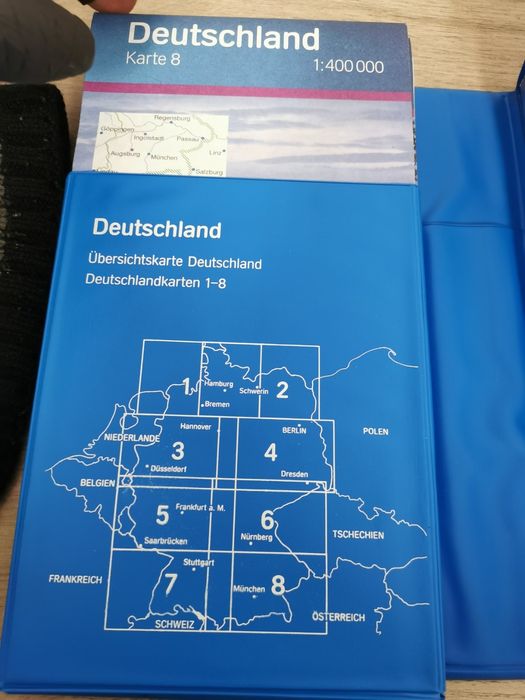 Deutschland
Karte 8
1:400 000
Regensburg
Göppingen
Ingolstadt
Passau
Linz
Augsburg
München
Salzburg
Deutschland
Übersichtskarte Deutschland
Deutschlandkarten 1-8
1
Hamburg
Schwerin
2
Bremen
Hannover
BERLIN
POLEN
NIEDERLANDE
3
4
Düsseldorf
Dresden
BELGIEN
5
Frankfurt a. M.
6
Nürnberg
TSCHECHIEN
Saarbrücken
Stuttgart
FRANKREICH
7
München
8
ÖSTERREICH
SCHWEIZ